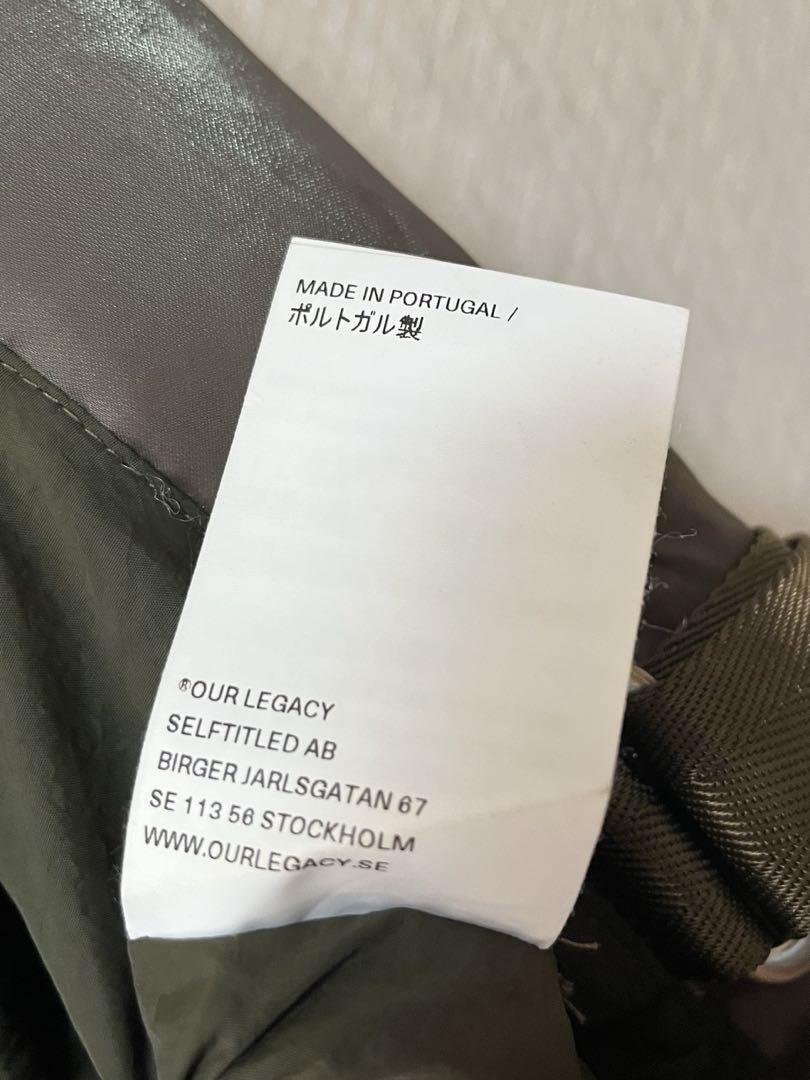 MADE IN PORTUGAL /
ポルトガル製
®OUR LEGACY
SELFTITLED AB
BIRGER JARLSGATAN 67
SE 113 56 STOCKHOLM
WWW.OURLEGACY.SE